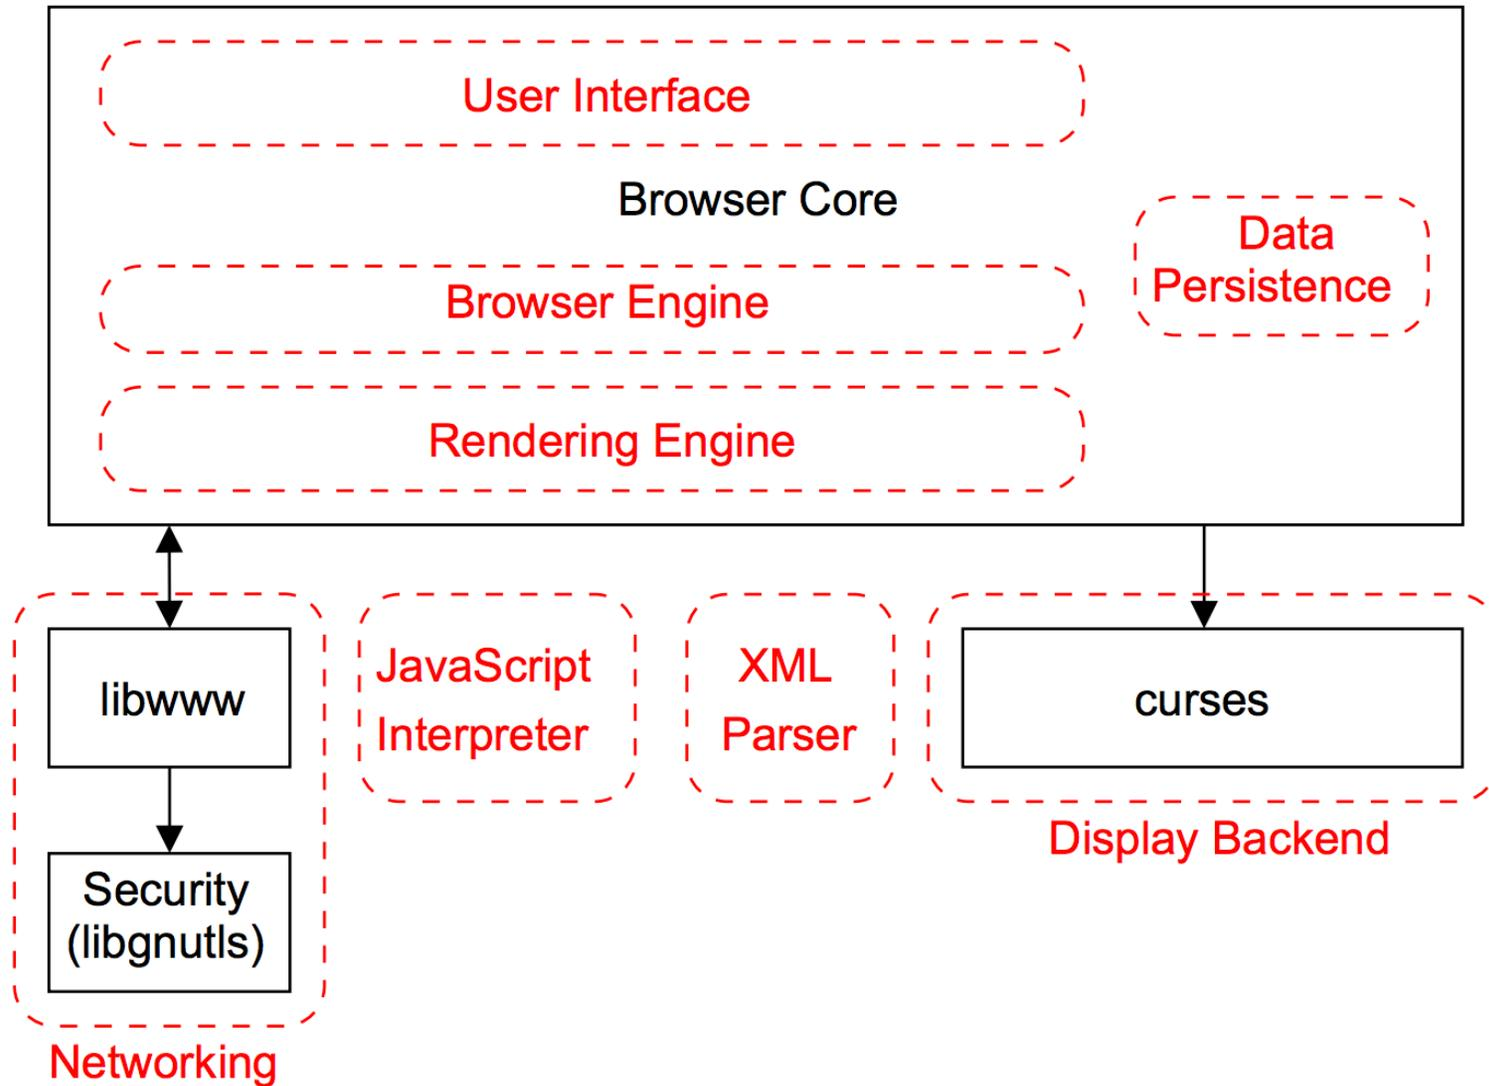 User Interface
Browser Core
Data
Persistence
Browser Engine
Rendering Engine
libwww
JavaScript
Interpreter
XML
Parser
curses
Display Backend
Security
(libgnutls)
Networking